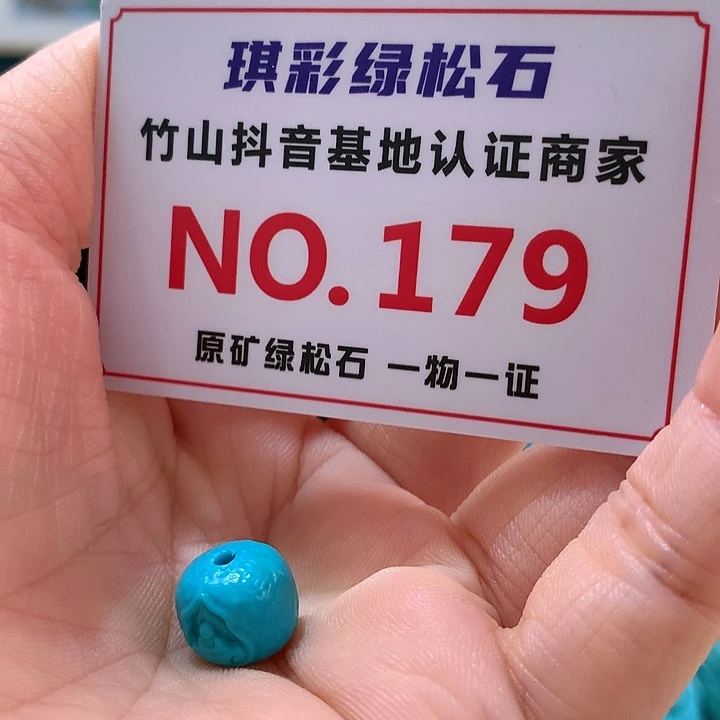 琪彩绿松石
竹山抖音基地认证商家
NO.179
原矿绿松石 一物一证